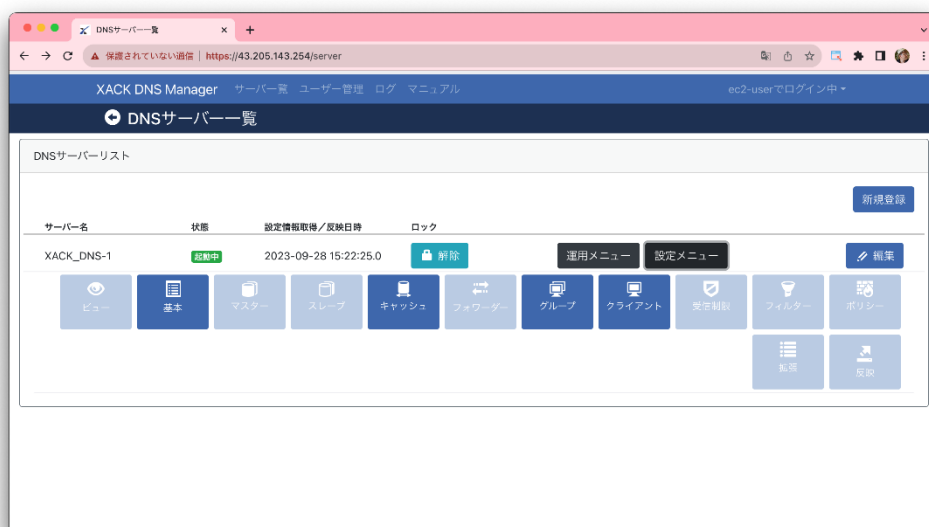 DNSサーバー一覧
保護されていない通信 | https://43.205.143.254/server
XACK DNS Manager サーバ一覧 ユーザー管理 ログ マニュアル ec2-userでログイン中
DNSサーバー一覧
DNSサーバーリスト
新規登録
サーバー名 状態 設定情報取得／反映日時 ロック
XACK_DNS-1 起動中 2023-09-28 15:22:25.0 解除 運用メニュー 設定メニュー 編集
ビュー 基本 マスター スレーブ キャッシュ フォワーダー グループ クライアント 受信制限 フィルター ポリシー
拡張 反映